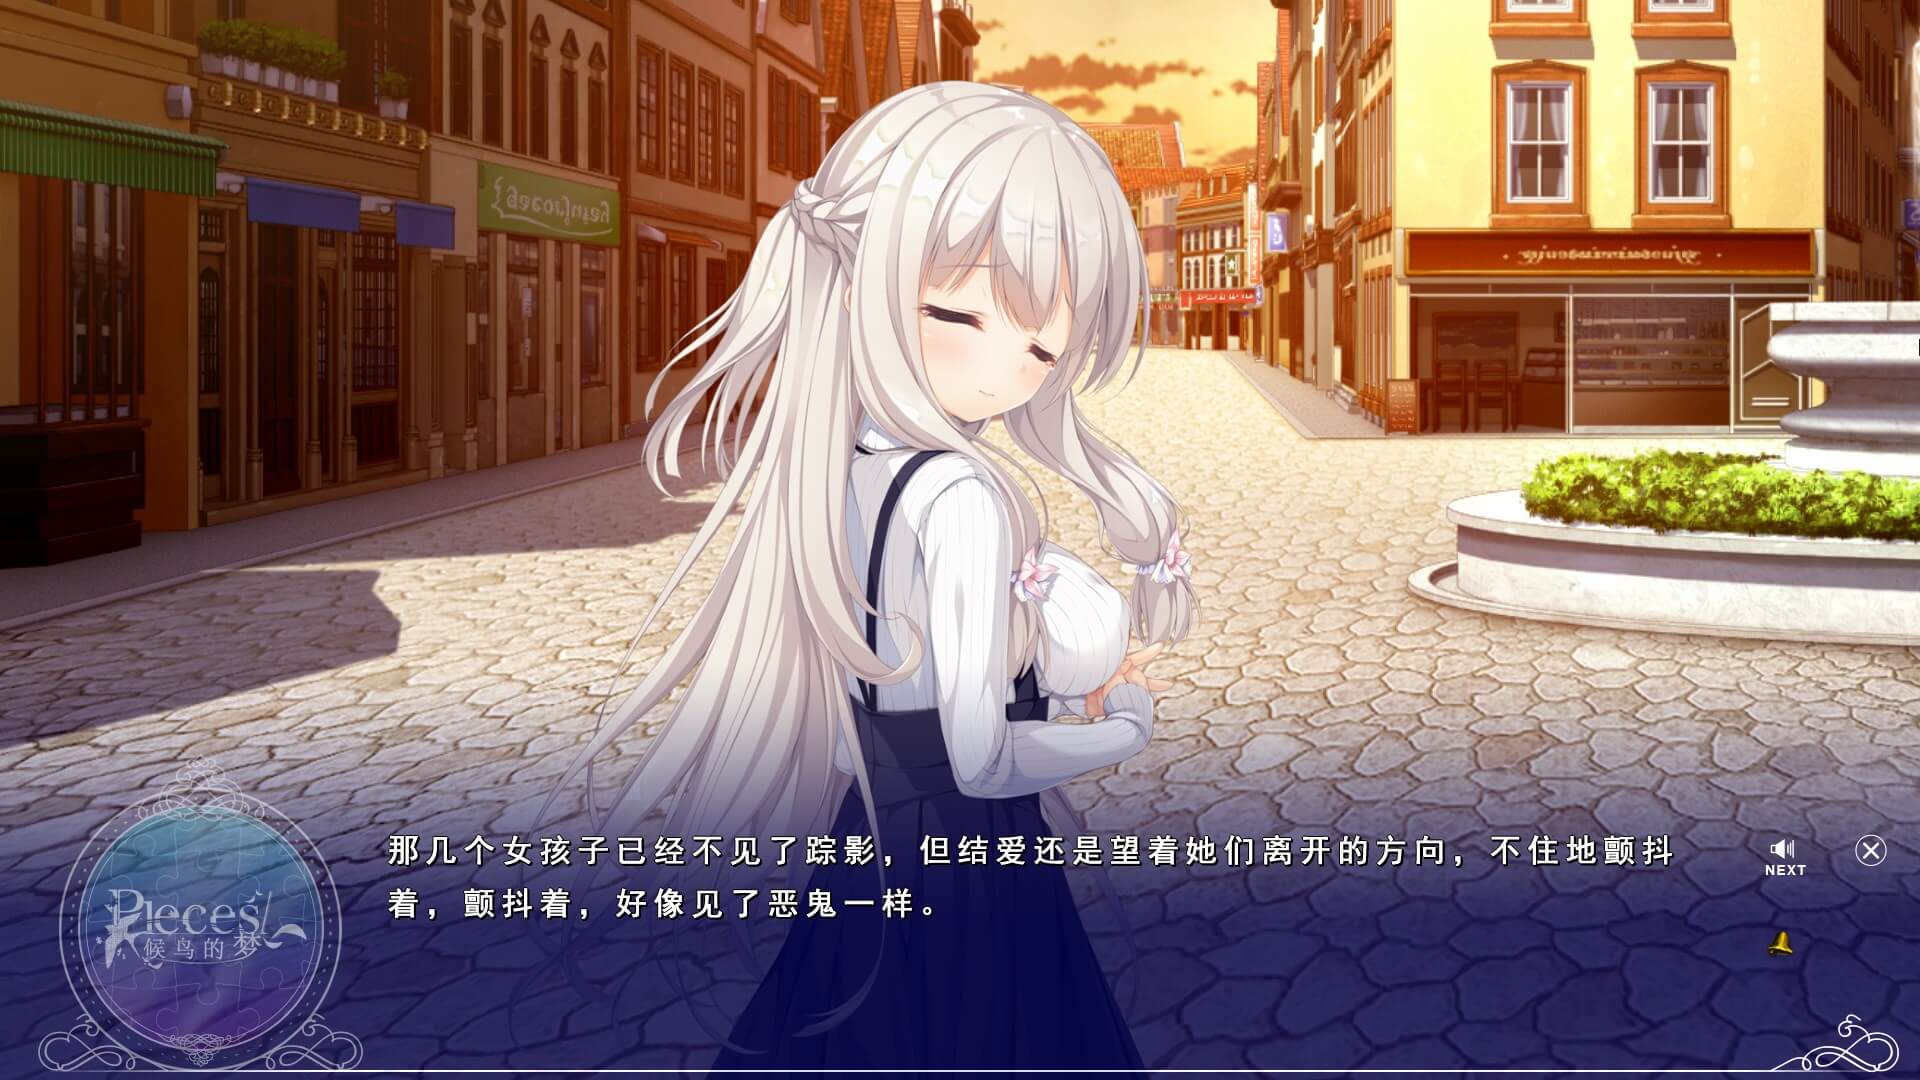 那几个女孩子已经不见了踪影，但结爱还是望着她们离开的方向，不住地颤抖
着，颤抖着，好像见了恶鬼一样。
NEXT
Pieces
候鸟的梦